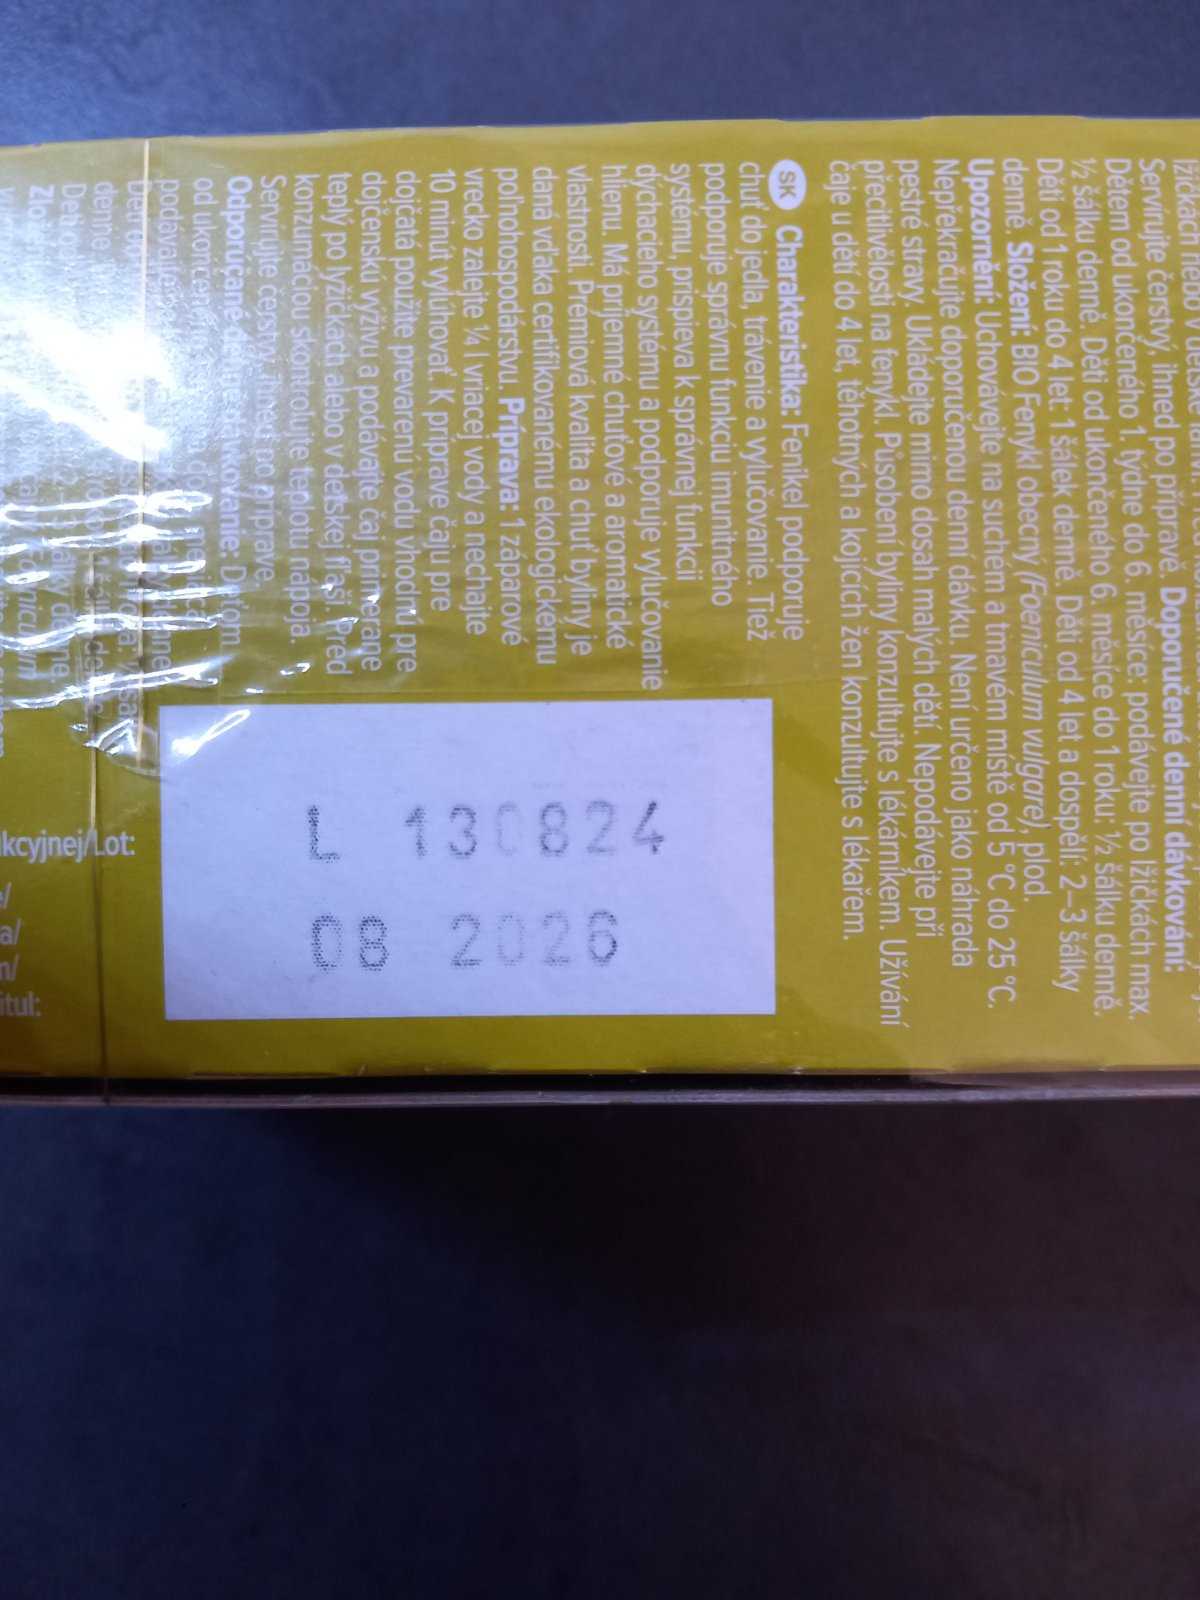 Servírujte čerstvý, ihned po přípravě. Doporučené denní dávkování:
Dětem od ukončeného 1. týdne do 6. měsíce: podávejte po lžičkách max.
½ šálku denně. Děti od ukončeného 6. měsíce do 1 roku: ½ šálku denně.
Děti od 1 roku do 4 let: 1 šálek denně. Děti od 4 let a dospělí: 2–3 šálky
denně. Složení: BIO Fenykl obecný (Foeniculum vulgare), plod.
Upozornění: Uchovávejte na suchém a tmavém místě od 5 °C do 25 °C.
Nepřekračujte doporučenou denní dávku. Není určeno jako náhrada
pestré stravy. Ukládejte mimo dosah malých dětí. Nepodávejte při
přecitlivělosti na fenykl. Působení byliny konzultujte s lékárníkem. Užívání
čaje u dětí do 4 let, těhotných a kojících žen konzultujte s lékařem.
SK Charakteristika: Fenikel podporuje
chuť do jedla, trávenie a vylučovanie. Tiež
podporuje správnu funkciu imunitného
systému, prispieva k správnej funkcii
dýchacieho systému a podporuje vylučovanie
hlienu. Má príjemné chuťové a aromatické
vlastnosti. Prémiová kvalita a chuť byliny je
daná vďaka certifikovanému ekologickému
poľnohospodárstvu. Príprava: 1 záparové
vrecko zalejte ¼ l vriacej vody a nechajte
10 minút vylúhovať. K príprave čaju pre
dojčatá použite prevarenú vodu vhodnú pre
dojčenskú výživu a podávajte čaj primerane
teplý po lyžičkách alebo v detskej fľaši. Pred
konzumáciou skontrolujte teplotu nápoja.
Servírujte čerstvý, ihneď po príprave.
Odporúčané denné dávkovanie: Deťom
od ukončeného
L 130824
08 2026
kcyjnej/Lot: